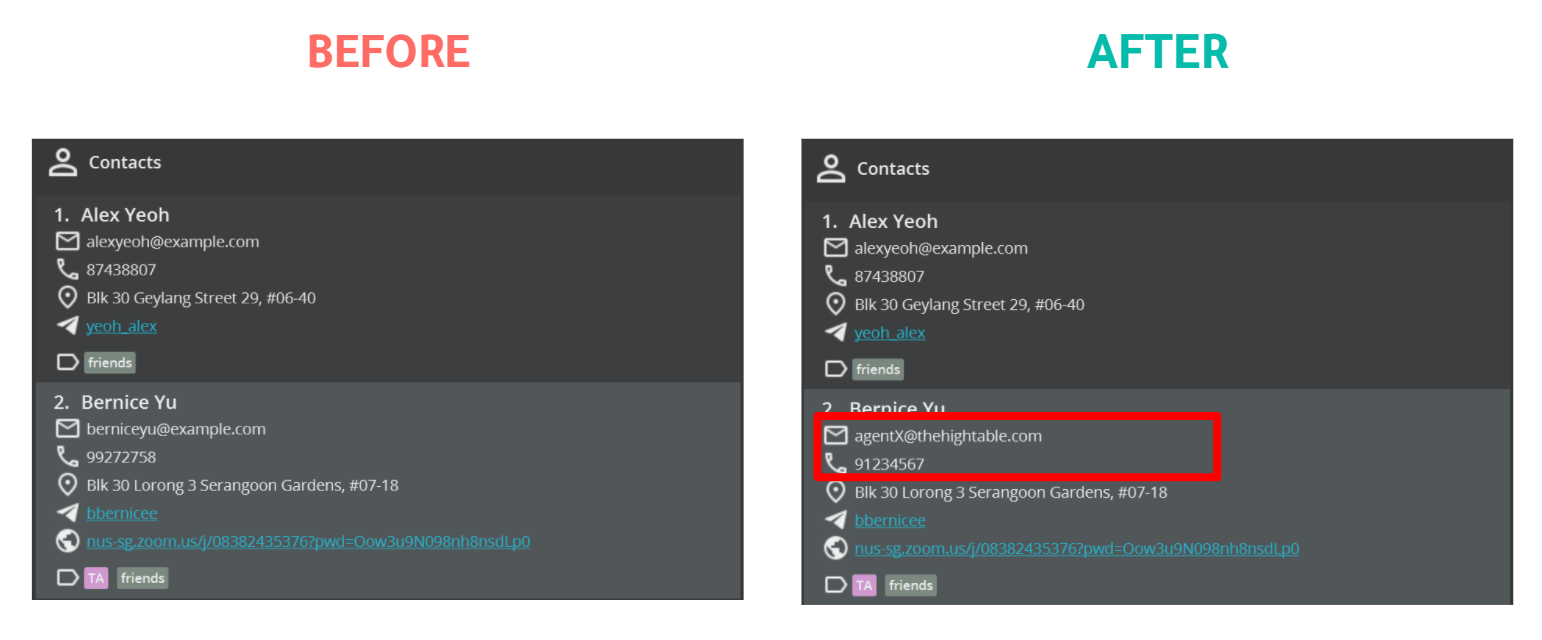 BEFORE
AFTER
Contacts
1. Alex Yeoh
alexyeoh@example.com
87438807
Blk 30 Geylang Street 29, #06-40
yeoh_alex
friends
2. Bernice Yu
berniceyu@example.com
99272758
Blk 30 Lorong 3 Serangoon Gardens, #07-18
bbernicee
nus-sg.zoom.us/j/08382435376?pwd=Oow3u9N098nh8nsdLp0
TA friends
Contacts
1. Alex Yeoh
alexyeoh@example.com
87438807
Blk 30 Geylang Street 29, #06-40
yeoh_alex
friends
2. Bernice Yu
agentX@thehightable.com
91234567
Blk 30 Lorong 3 Serangoon Gardens, #07-18
bbernicee
nus-sg.zoom.us/j/08382435376?pwd=Oow3u9N098nh8nsdLp0
TA friends